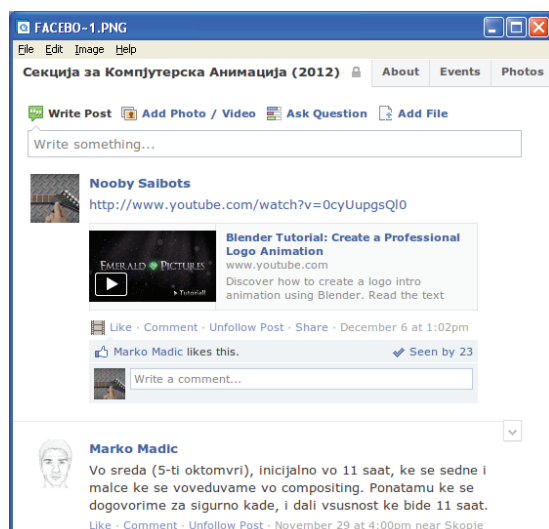 FACEBO~1.PNG
File Edit Image Help
Секција за Компјутерска Анимација (2012) About Events Photos
Write Post Add Photo / Video Ask Question Add File
Write something...
Nooby Saibots
http://www.youtube.com/watch?v=0cyUupgsQl0
Blender Tutorial: Create a Professional
Logo Animation
www.youtube.com
Discover how to create a logo intro
animation using Blender. Read the text
EMERALD PICTURES
Tutorial!
Like · Comment · Unfollow Post · Share · December 6 at 1:02pm
Marko Madic likes this. Seen by 23
Write a comment...
Marko Madic
Vo sreda (5-ti oktomvri), inicijalno vo 11 saat, ke se sedne i
malce ke se voveduvame vo compositing. Ponatamu ke se
dogovorime za sigurno kade, i dali vsusnost ke bide 11 saat.
Like · Comment · Unfollow Post · November 29 at 4:00pm near Skopje